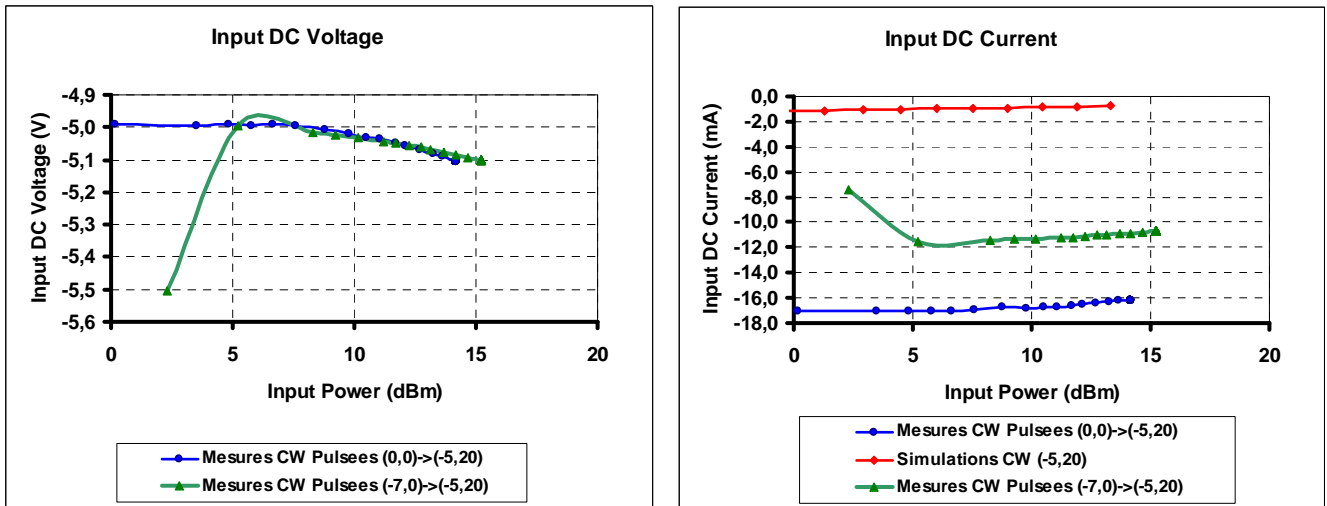 Input DC Voltage
-4,9
-5,0
-5,1
-5,2
-5,3
-5,4
-5,5
-5,6
Input DC Voltage (V)
0 5 10 15 20
Input Power (dBm)
Mesures CW Pulsees (0,0)->(-5,20)
Mesures CW Pulsees (-7,0)->(-5,20)
Input DC Current
0,0
-2,0
-4,0
-6,0
-8,0
-10,0
-12,0
-14,0
-16,0
-18,0
Input DC Current (mA)
0 5 10 15 20
Input Power (dBm)
Mesures CW Pulsees (0,0)->(-5,20)
Simulations CW (-5,20)
Mesures CW Pulsees (-7,0)->(-5,20)